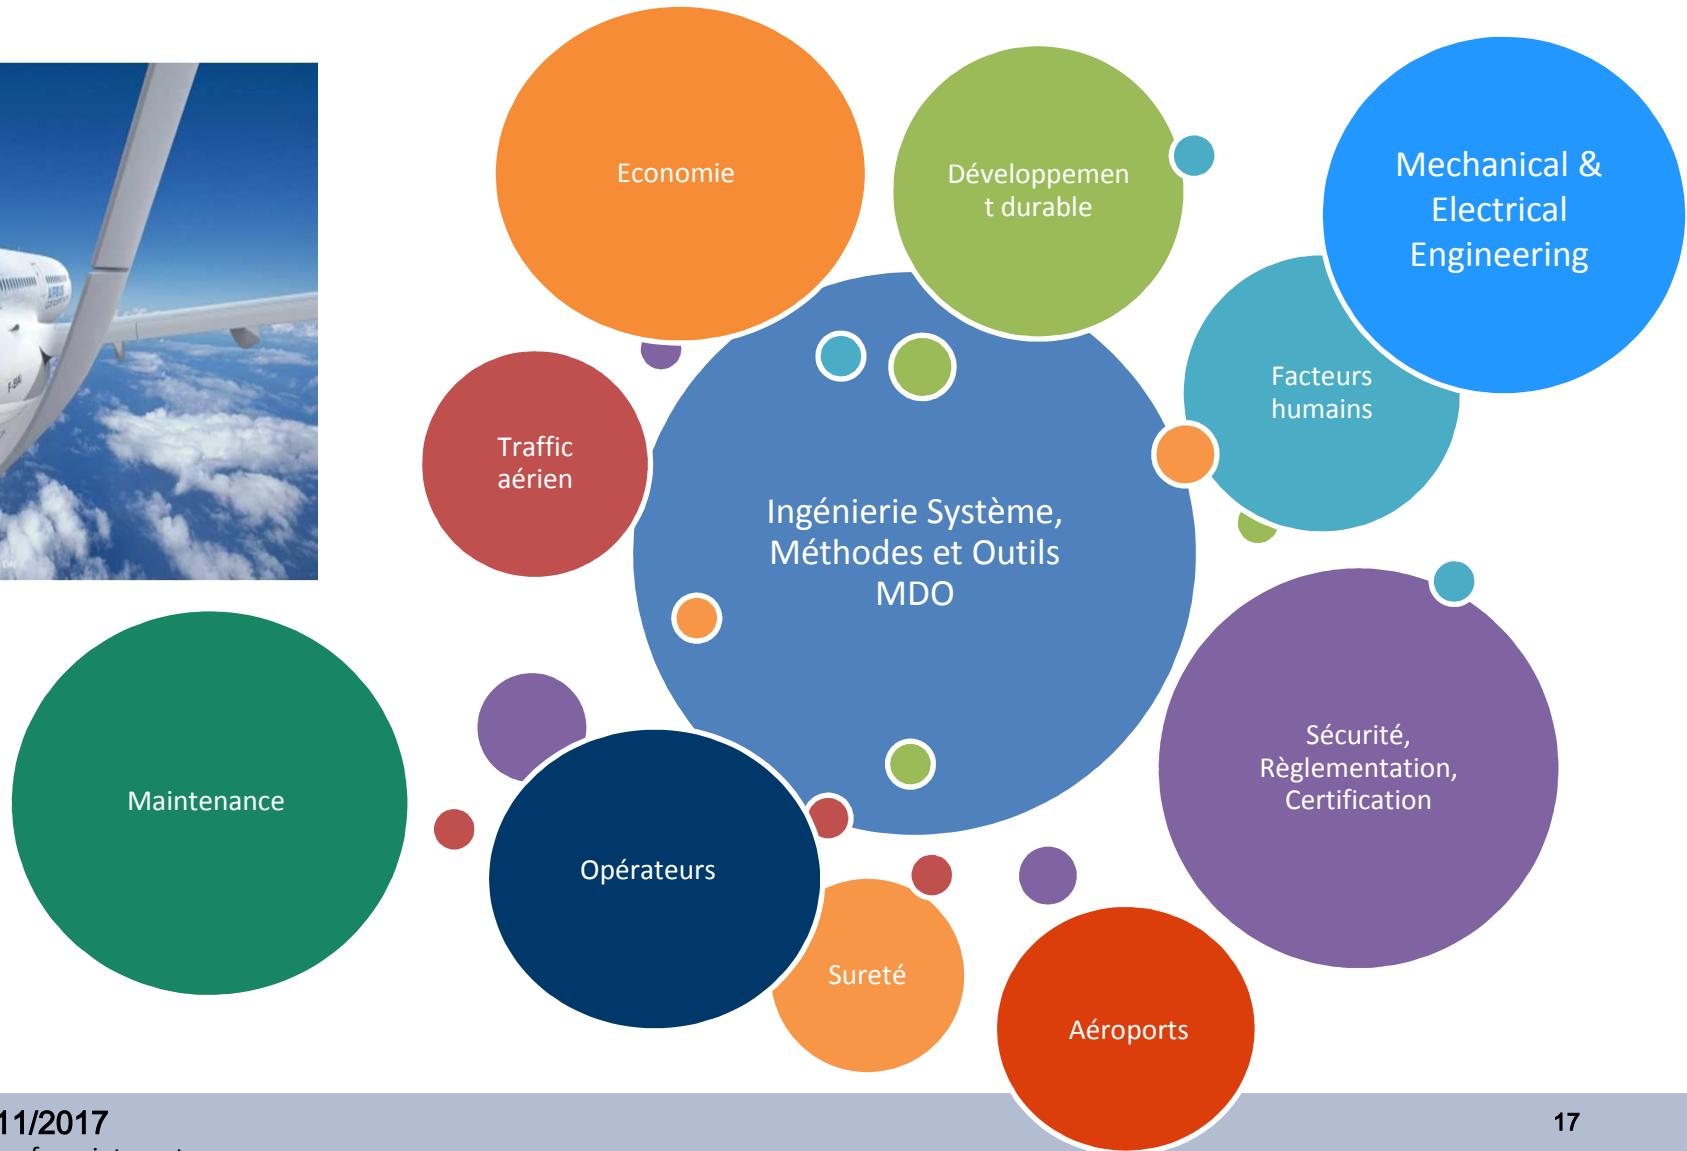 Economie
Développemen
t durable
Mechanical &
Electrical
Engineering
Facteurs
humains
Traffic
aérien
Ingénierie Système,
Méthodes et Outils
MDO
Sécurité,
Règlementation,
Certification
Maintenance
Opérateurs
Sureté
Aéroports
11/2017
17